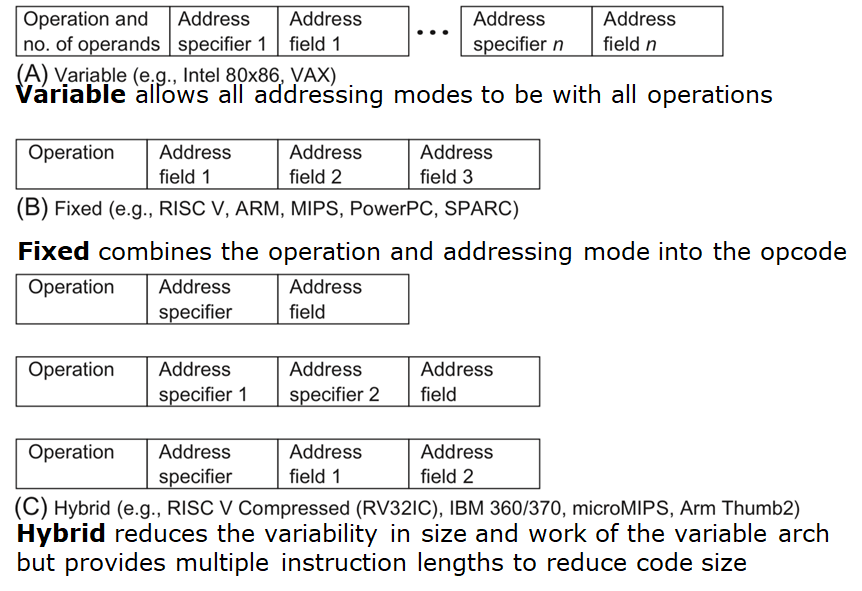 Operation and no. of operands
Address specifier 1
Address field 1
• • •
Address specifier n
Address field n
(A) Variable (e.g., Intel 80x86, VAX)
Variable allows all addressing modes to be with all operations
Operation
Address field 1
Address field 2
Address field 3
(B) Fixed (e.g., RISC V, ARM, MIPS, PowerPC, SPARC)
Fixed combines the operation and addressing mode into the opcode
Operation
Address specifier
Address field
Operation
Address specifier 1
Address specifier 2
Address field
Operation
Address specifier
Address field 1
Address field 2
(C) Hybrid (e.g., RISC V Compressed (RV32IC), IBM 360/370, microMIPS, Arm Thumb2)
Hybrid reduces the variability in size and work of the variable arch
but provides multiple instruction lengths to reduce code size